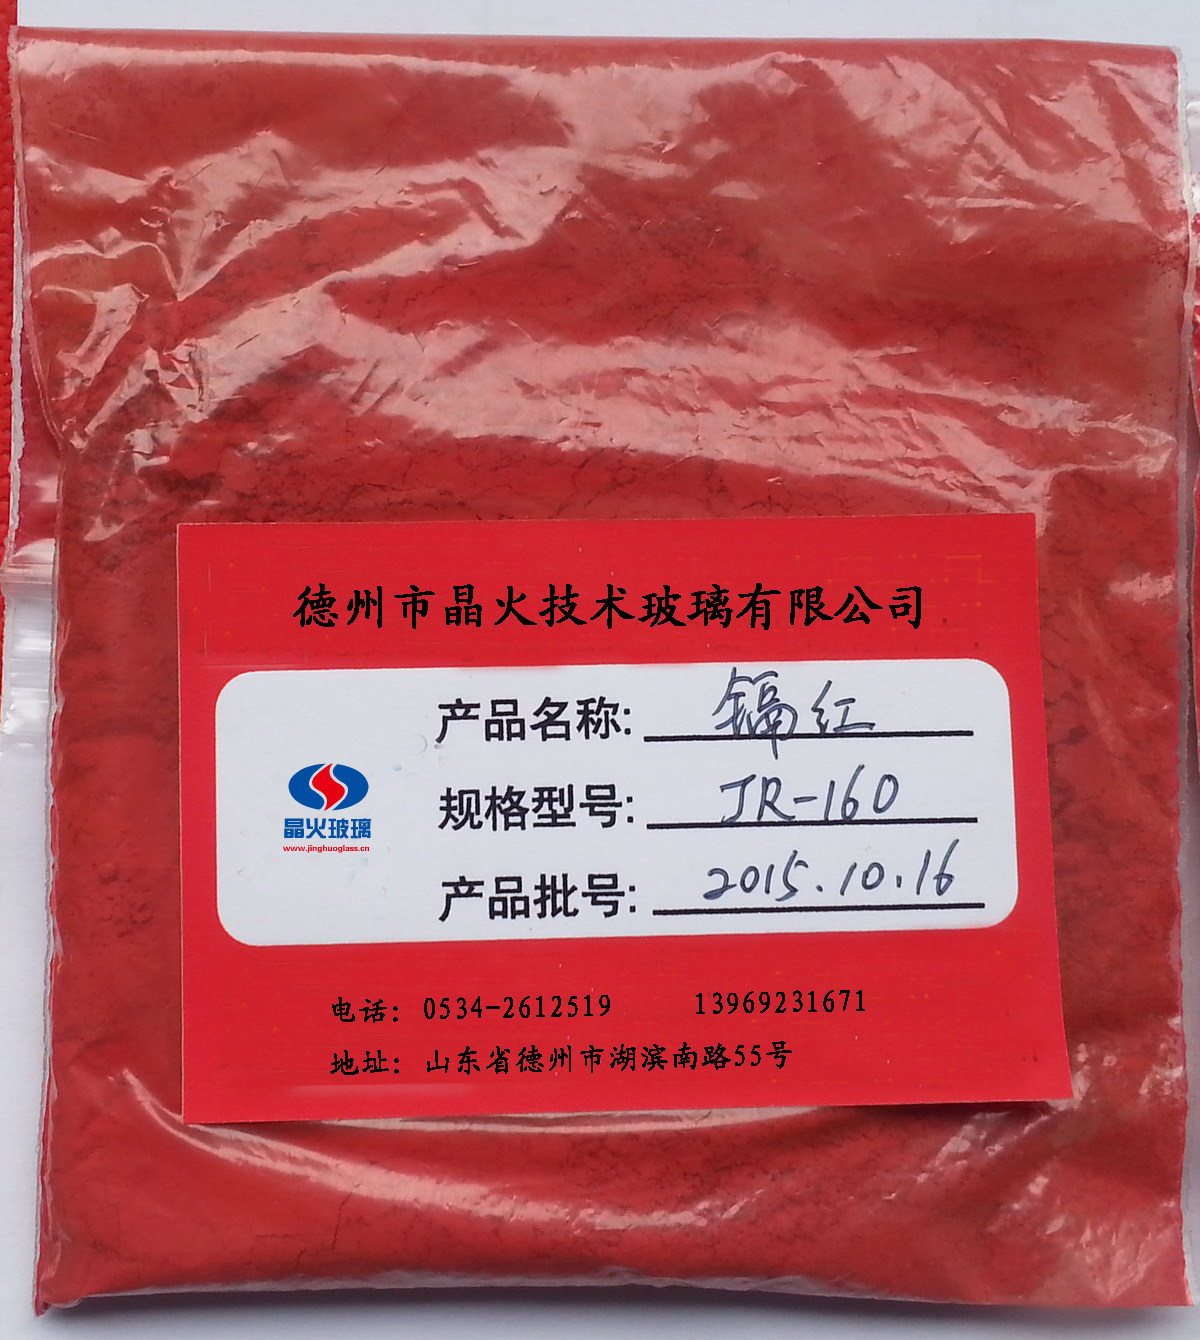 德州市晶火技术玻璃有限公司
产品名称: 镉红
规格型号: JR-160
产品批号: 2015.10.16
晶火玻璃
www.jinghuoglass.cn
电话: 0534-2612519 13969231671
地址: 山东省德州市湖滨南路55号